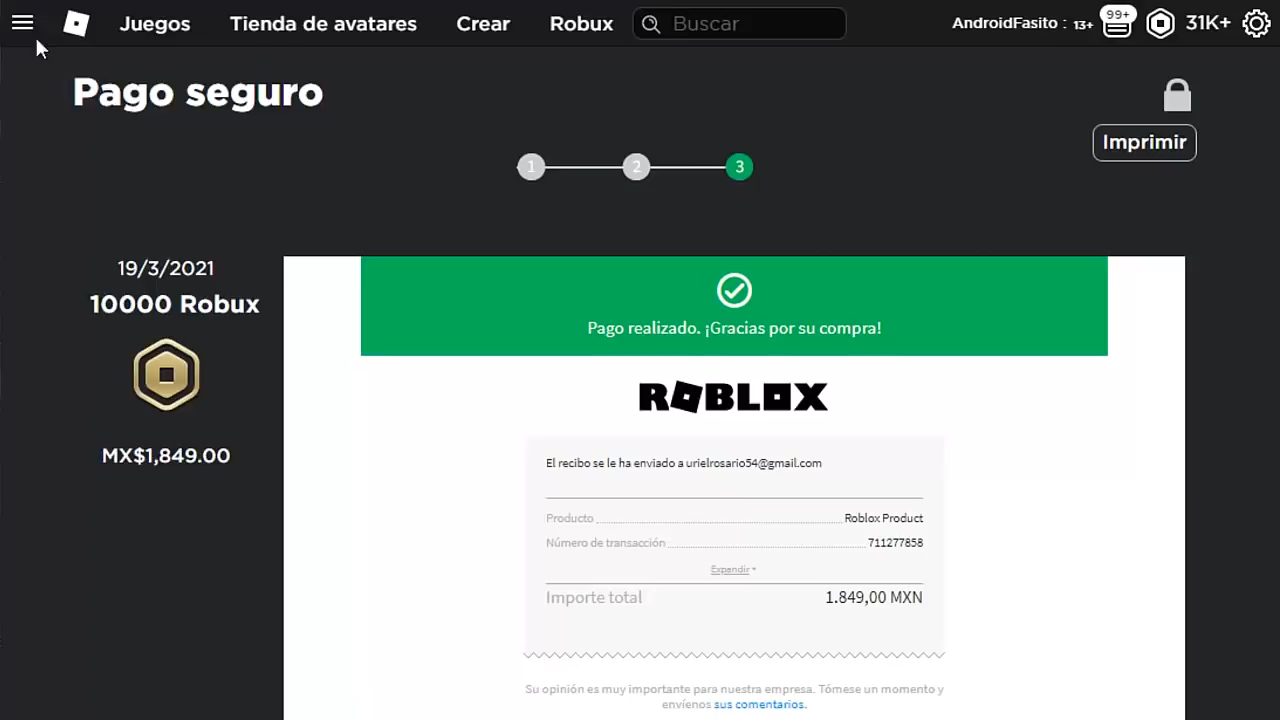 Juegos Tienda de avatares Crear Robux Buscar AndroidFasito : 13+ 99+ 31K+
Pago seguro
Imprimir
1 2 3
19/3/2021
10000 Robux
MX$1,849.00
Pago realizado. ¡Gracias por su compra!
ROBLOX
El recibo se le ha enviado a urielrosario54@gmail.com
Producto Roblox Product
Número de transacción 711277858
Expandir
Importe total 1.849,00 MXN
Su opinión es muy importante para nuestra empresa. Tómese un momento y
envíenos sus comentarios.